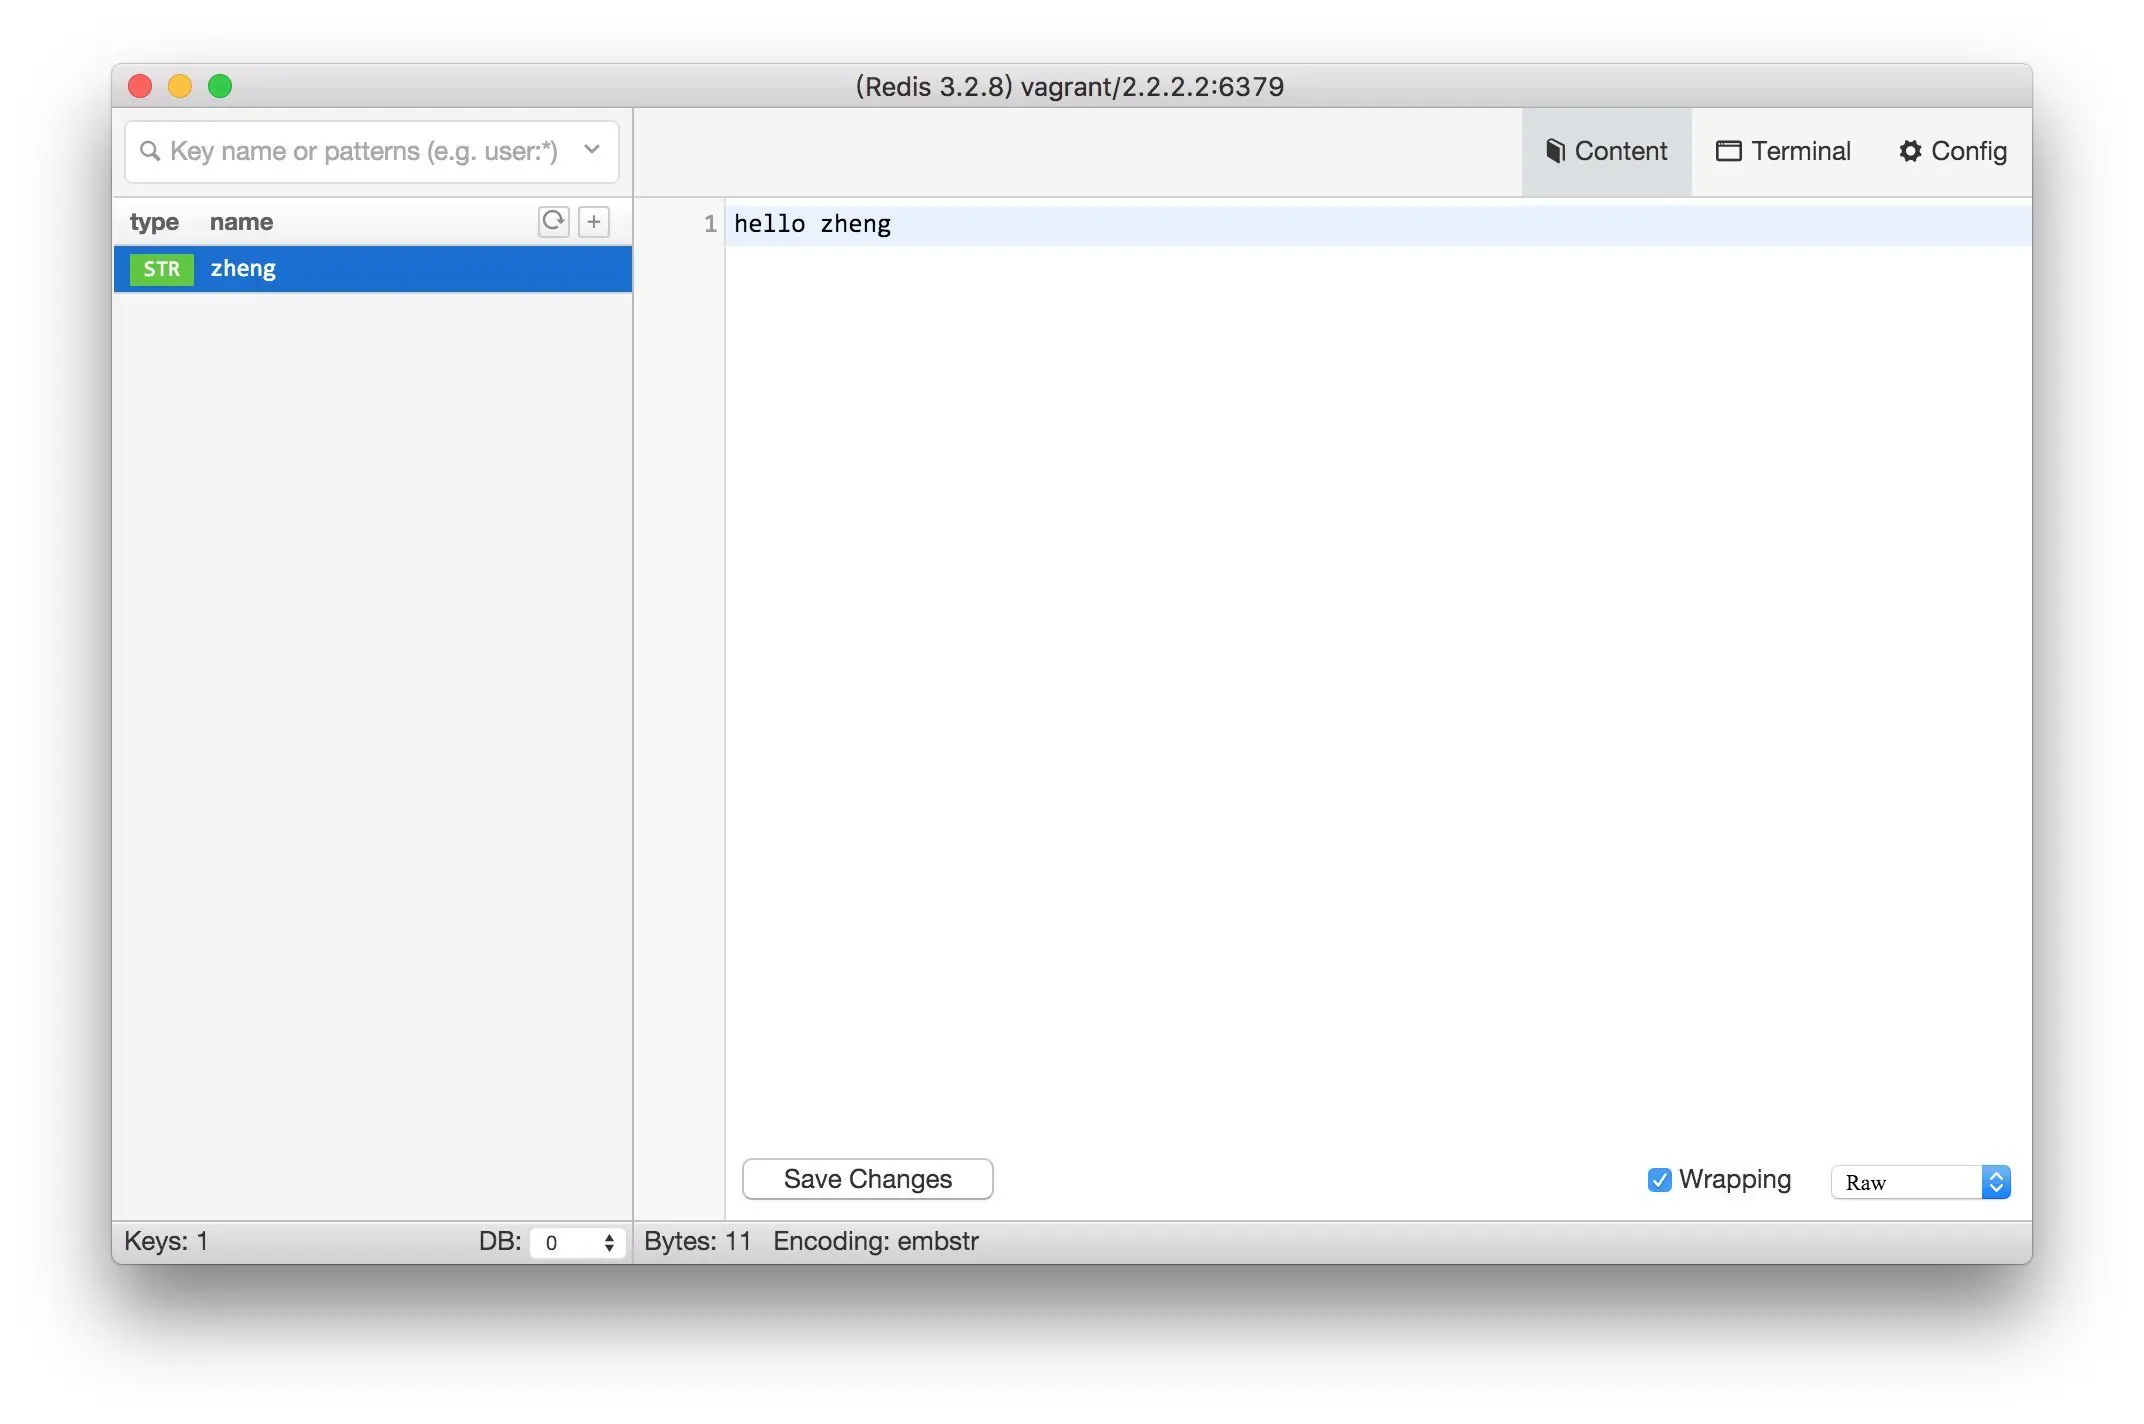 (Redis 3.2.8) vagrant/2.2.2.2:6379
Key name or patterns (e.g. user:*)
Content Terminal Config
type name
STR zheng
1 hello zheng
Save Changes
Wrapping Raw
Keys: 1 DB: 0 Bytes: 11 Encoding: embstr